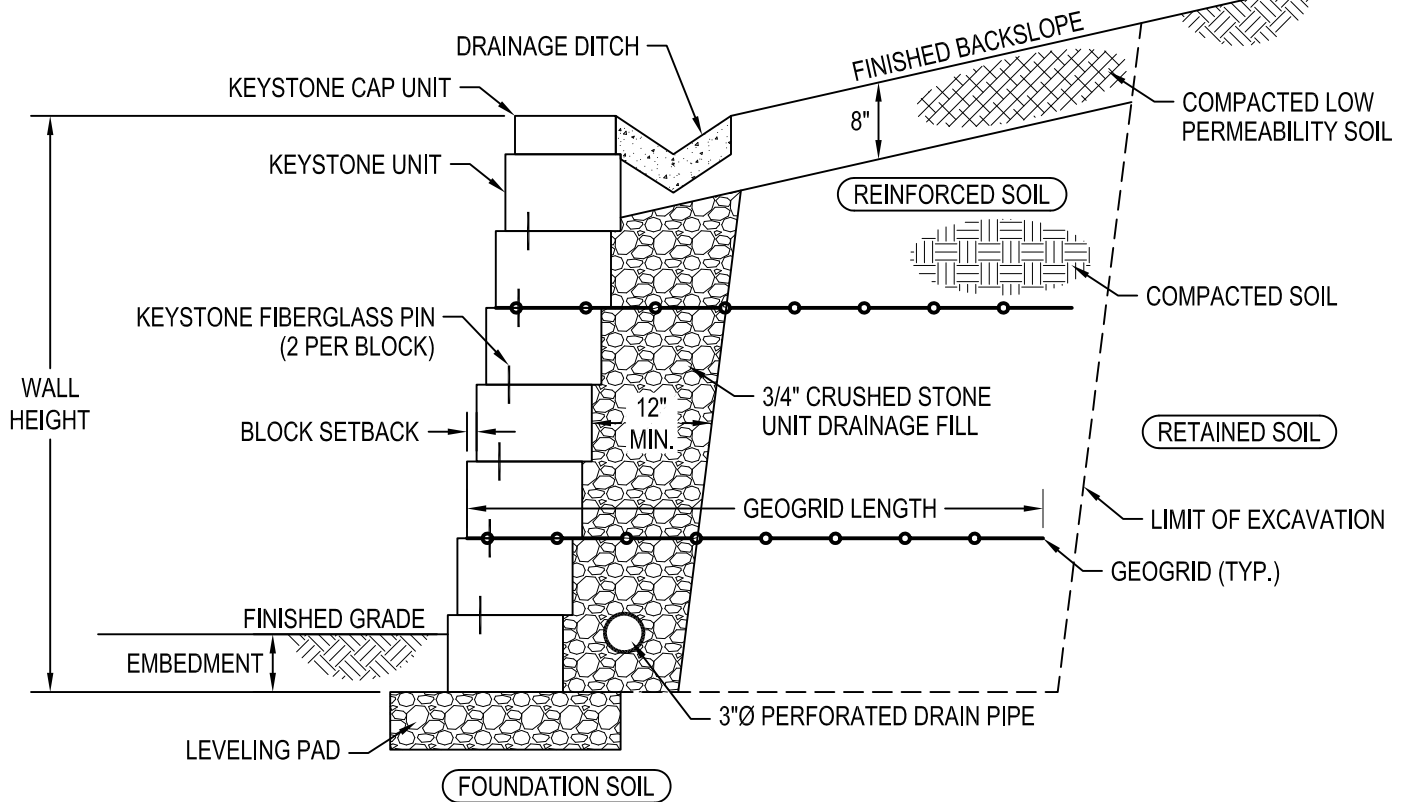 DRAINAGE DITCH
FINISHED BACKSLOPE
KEYSTONE CAP UNIT
8"
COMPACTED LOW
PERMEABILITY SOIL
KEYSTONE UNIT
REINFORCED SOIL
COMPACTED SOIL
KEYSTONE FIBERGLASS PIN
(2 PER BLOCK)
WALL
HEIGHT
3/4" CRUSHED STONE
UNIT DRAINAGE FILL
12"
MIN.
BLOCK SETBACK
RETAINED SOIL
GEOGRID LENGTH
LIMIT OF EXCAVATION
GEOGRID (TYP.)
FINISHED GRADE
EMBEDMENT
3"Ø PERFORATED DRAIN PIPE
LEVELING PAD
FOUNDATION SOIL